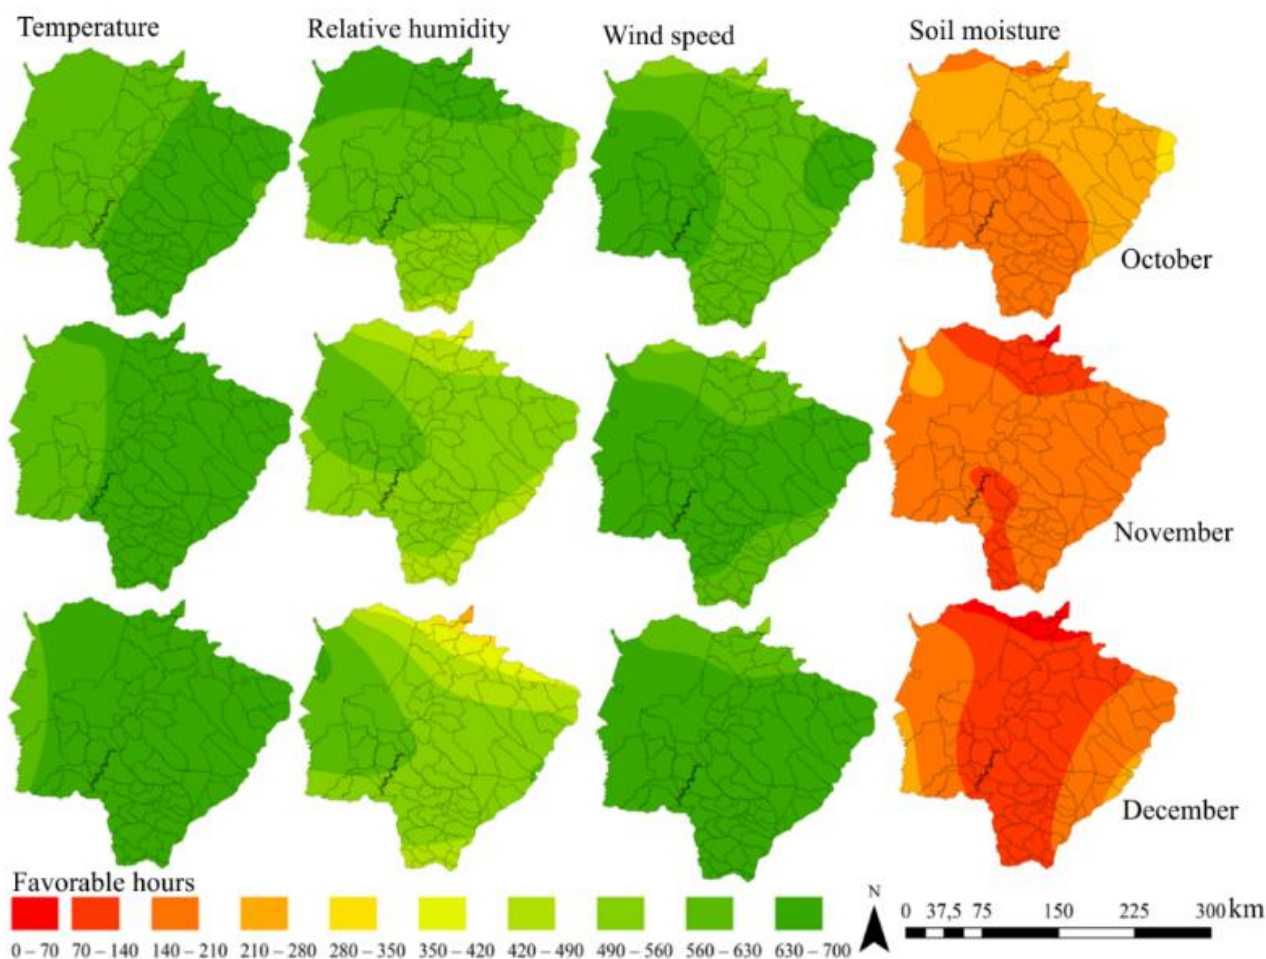 Temperature
Relative humidity
Wind speed
Soil moisture
October
November
December
Favorable hours
0 – 70
70 – 140
140 – 210
210 – 280
280 – 350
350 – 420
420 – 490
490 – 560
560 – 630
630 – 700
N
0 37,5 75 150 225 300 km